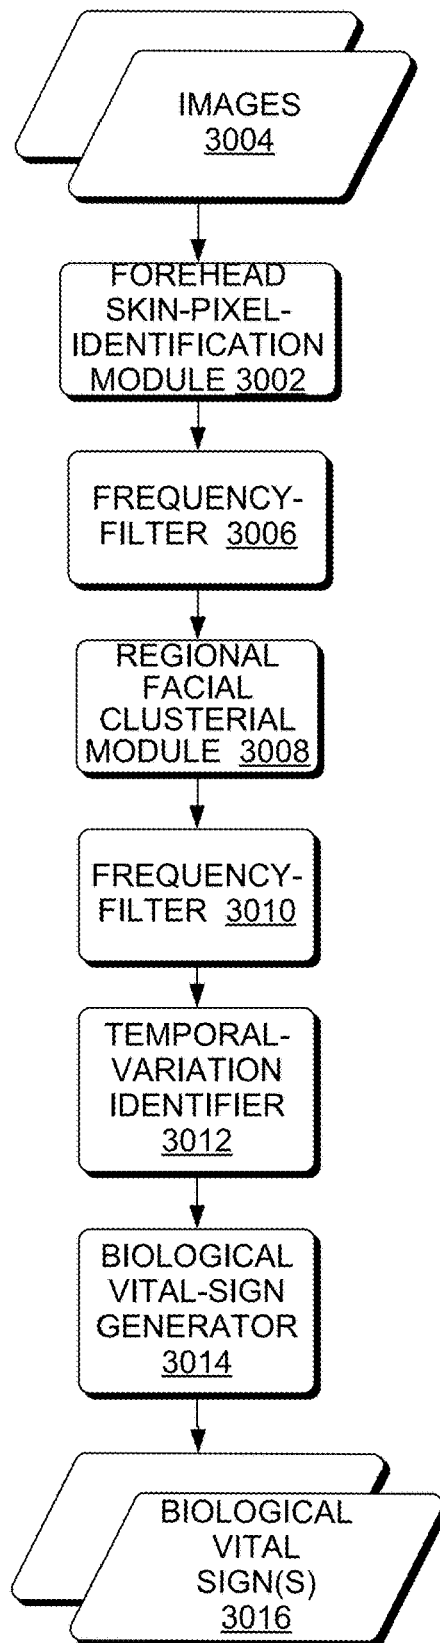 IMAGES
3004
FOREHEAD
SKIN-PIXEL-
IDENTIFICATION
MODULE 3002
FREQUENCY-
FILTER 3006
REGIONAL
FACIAL
CLUSTERIAL
MODULE 3008
FREQUENCY-
FILTER 3010
TEMPORAL-
VARIATION
IDENTIFIER
3012
BIOLOGICAL
VITAL-SIGN
GENERATOR
3014
BIOLOGICAL
VITAL
SIGN(S)
3016